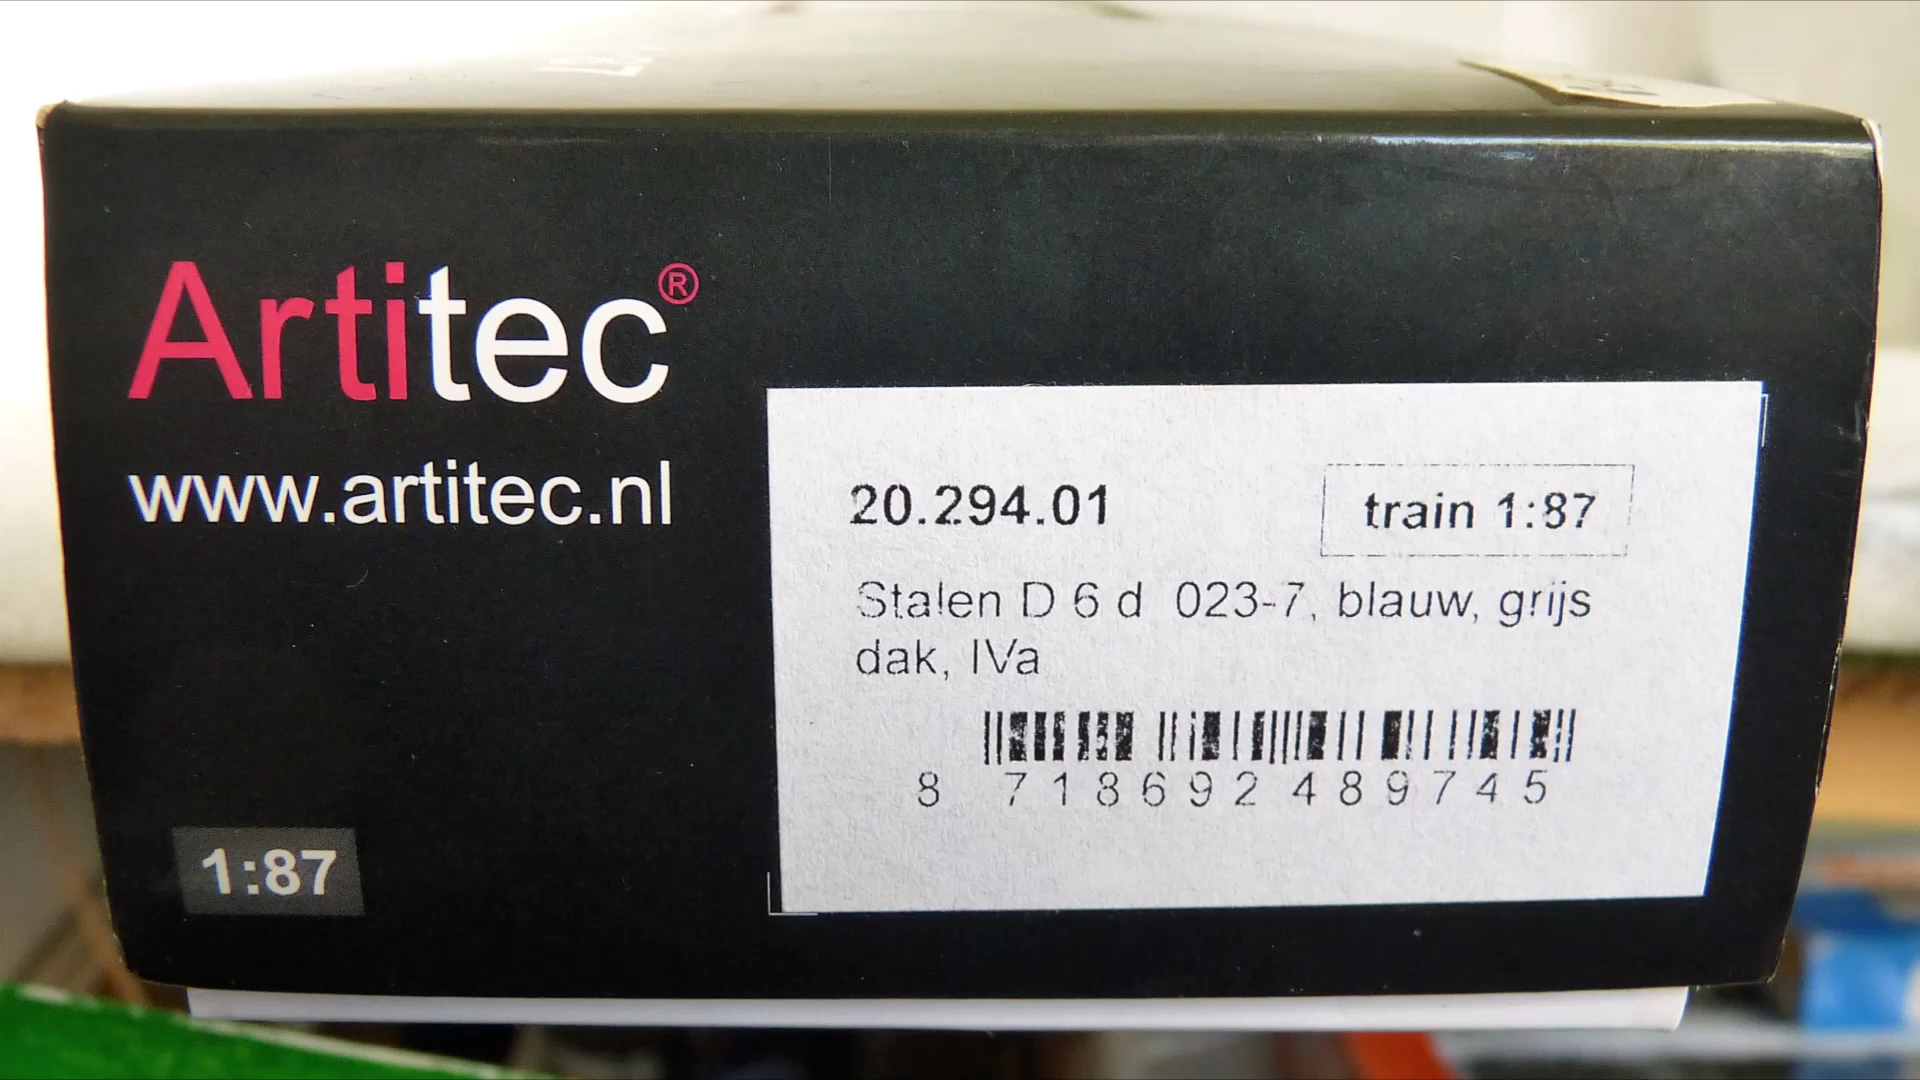 Artitec®
www.artitec.nl
20.294.01
train 1:87
Stalen D 6 d 023-7, blauw, grijs
dak, IVa
8 718692 489745
1:87